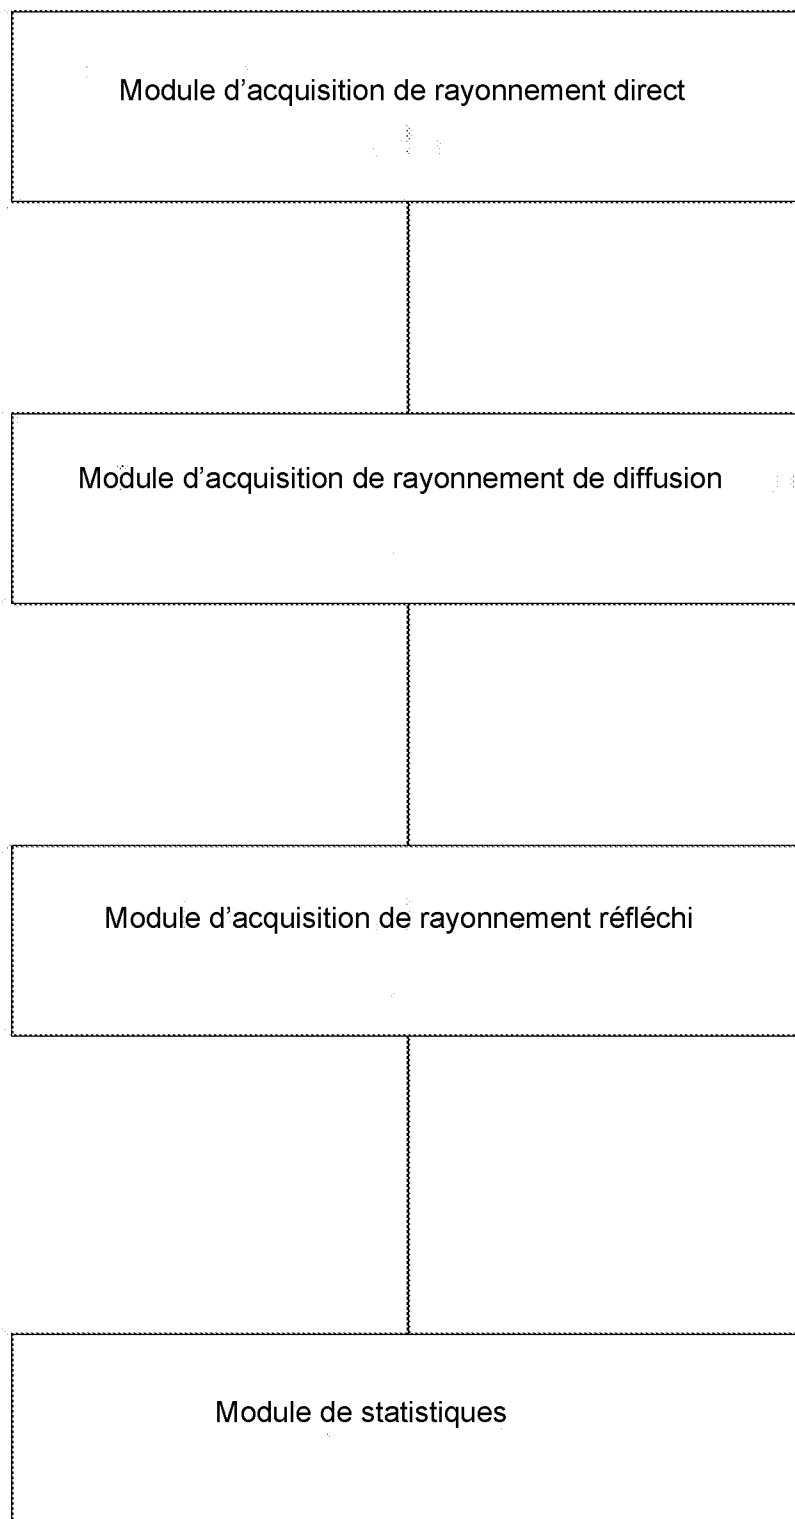 Module d’acquisition de rayonnement direct
Module d’acquisition de rayonnement de diffusion
Module d’acquisition de rayonnement réfléchi
Module de statistiques